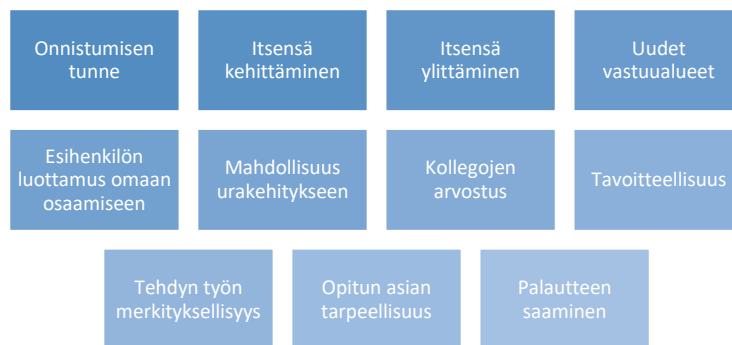 Onnistumisen
tunne
Itsensä
kehittäminen
Itsensä
ylittäminen
Uudet
vastuualueet
Esihenkilön
luottamus omaan
osaamiseen
Mahdollisuus
urakehitykseen
Kollegojen
arvostus
Tavoitteellisuus
Tehdyn työn
merkityksellisyys
Opitun asian
tarpeellisuus
Palautteen
saaminen